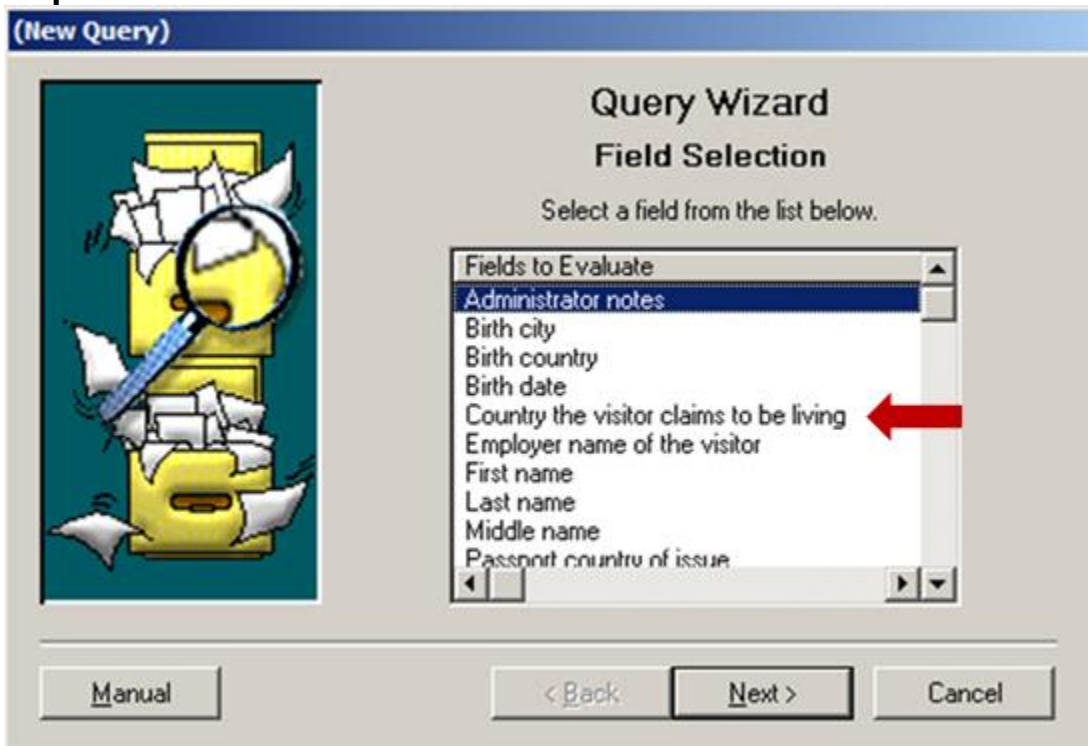 (New Query)
Query Wizard
Field Selection
Select a field from the list below.
Fields to Evaluate
Administrator notes
Birth city
Birth country
Birth date
Country the visitor claims to be living
Employer name of the visitor
First name
Last name
Middle name
Passport country of issue
Manual
< Back
Next >
Cancel